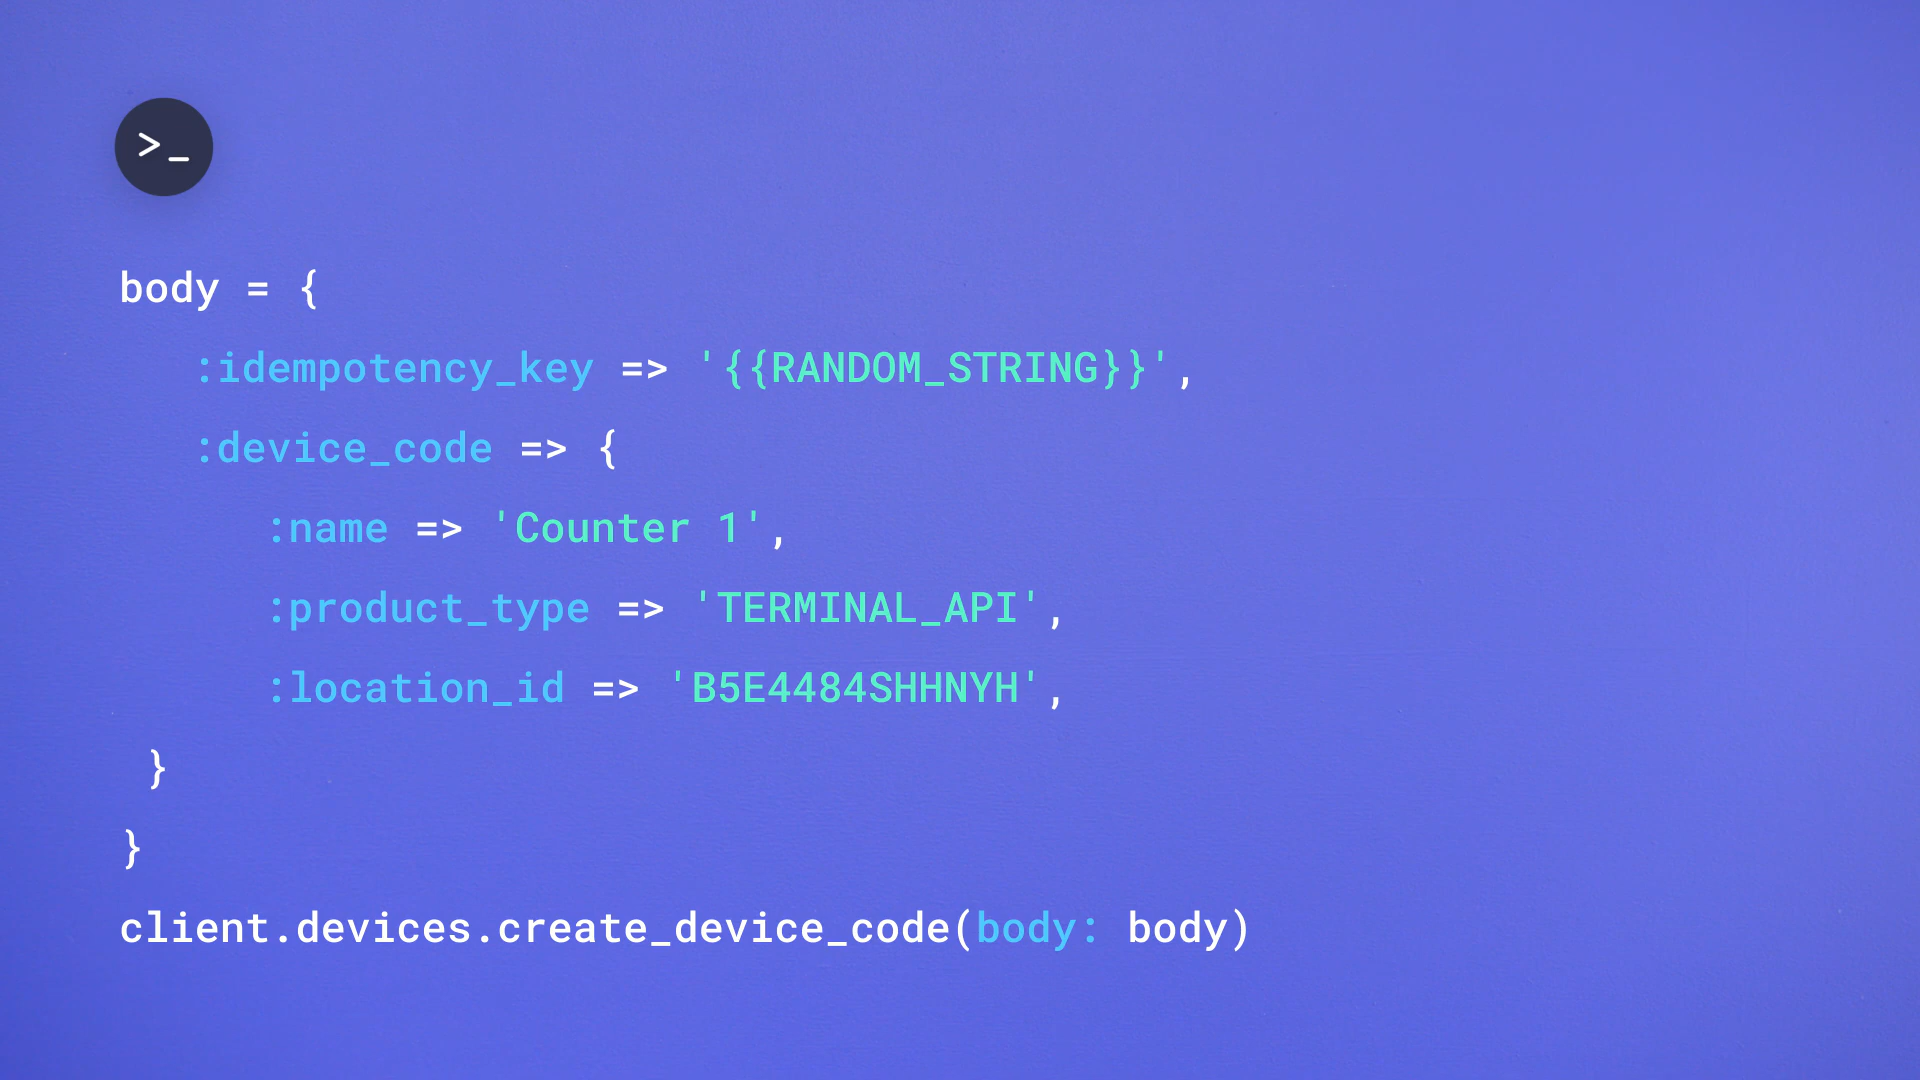 >_
body = {
:idempotency_key => '{{RANDOM_STRING}}',
:device_code => {
:name => 'Counter 1',
:product_type => 'TERMINAL_API',
:location_id => 'B5E4484SHHNYH',
}
}
client.devices.create_device_code(body: body)